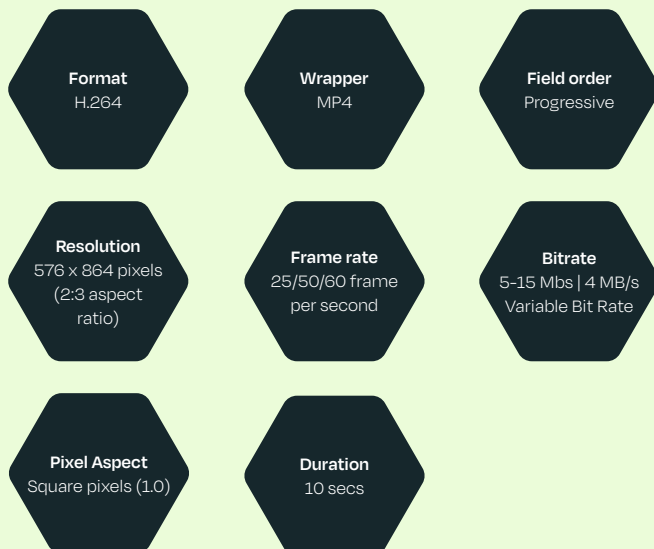 Format
H.264
Wrapper
MP4
Field order
Progressive
Resolution
576 x 864 pixels
(2:3 aspect
ratio)
Frame rate
25/50/60 frame
per second
Bitrate
5-15 Mbs | 4 MB/s
Variable Bit Rate
Pixel Aspect
Square pixels (1.0)
Duration
10 secs